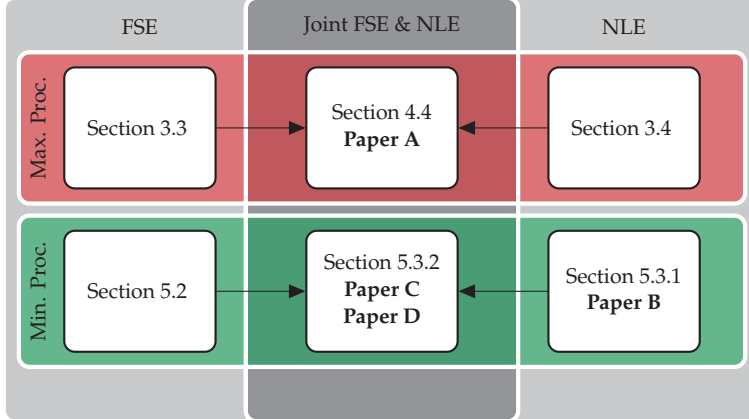 FSE
Joint FSE & NLE
NLE
Max. Proc.
Section 3.3
Section 4.4
Paper A
Section 3.4
Min. Proc.
Section 5.2
Section 5.3.2
Paper C
Paper D
Section 5.3.1
Paper B